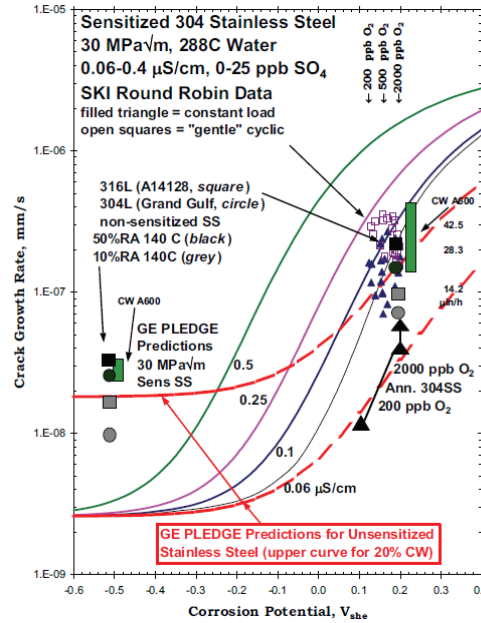 Sensitized 304 Stainless Steel
30 MPa√m, 288C Water
0.06-0.4 μS/cm, 0-25 ppb SO₄
SKI Round Robin Data
filled triangle = constant load
open squares = "gentle" cyclic
←200 ppb O₂
←500 ppb O₂
←2000 ppb O₂
316L (A14128, square)
304L (Grand Gulf, circle)
non-sensitized SS
50%RA 140 C (black)
10%RA 140C (grey)
CW A600
GE PLEDGE
Predictions
30 MPa√m
Sens SS
CW A600
42.5
28.3
14.2
μin/h
0.5
0.25
0.1
0.06 μS/cm
2000 ppb O₂
Ann. 304SS
200 ppb O₂
GE PLEDGE Predictions for Unsensitized
Stainless Steel (upper curve for 20% CW)
1.E-05
1.E-06
1.E-07
1.E-08
1.E-09
Crack Growth Rate, mm/s
-0.6 -0.5 -0.4 -0.3 -0.2 -0.1 0.0 0.1 0.2 0.3 0.4
Corrosion Potential, Vshe